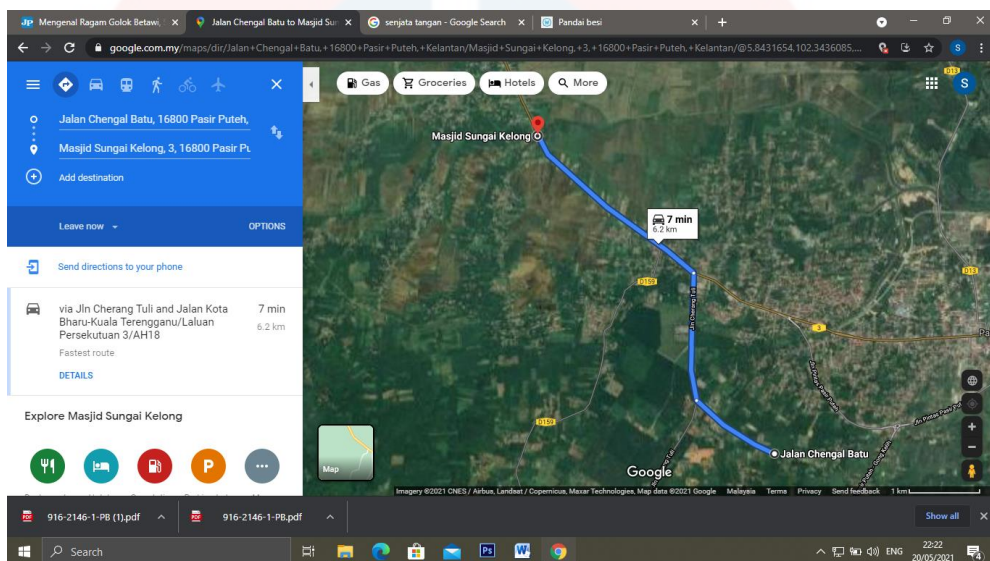 Mengenal Ragam Golok Betawi,
Jalan Chengal Batu to Masjid Sun
senjata tangan - Google Search
Pandai besi
google.com.my/maps/dir/Jalan+Chengal+Batu,+16800+Pasir+Puteh,+Kelantan/Masjid+Sungai+Kelong,+3,+16800+Pasir+Puteh,+Kelantan/@5.8431654,102.3436085,...
S
Jalan Chengal Batu, 16800 Pasir Puteh,
Masjid Sungai Kelong, 3, 16800 Pasir Pu
Add destination
Leave now
OPTIONS
Send directions to your phone
via Jln Cherang Tuli and Jalan Kota
Bharu-Kuala Terengganu/Laluan
Persekutuan 3/AH18
7 min
6.2 km
Fastest route
DETAILS
Explore Masjid Sungai Kelong
P
Gas
Groceries
Hotels
More
S
D13
Masjid Sungai Kelong
7 min
6.2 km
D159
D13
Jln Cherang Tuli
3
Pa
D159
Jalan Chengal Batu
Map
Google
Imagery ©2021 CNES / Airbus, Landsat / Copernicus, Maxar Technologies, Map data ©2021 Google
Malaysia
Terms
Privacy
Send feedback
1 km
916-2146-1-PB (1).pdf
916-2146-1-PB.pdf
Show all
Search
Ps
W
ENG
22:22
20/05/2021
4